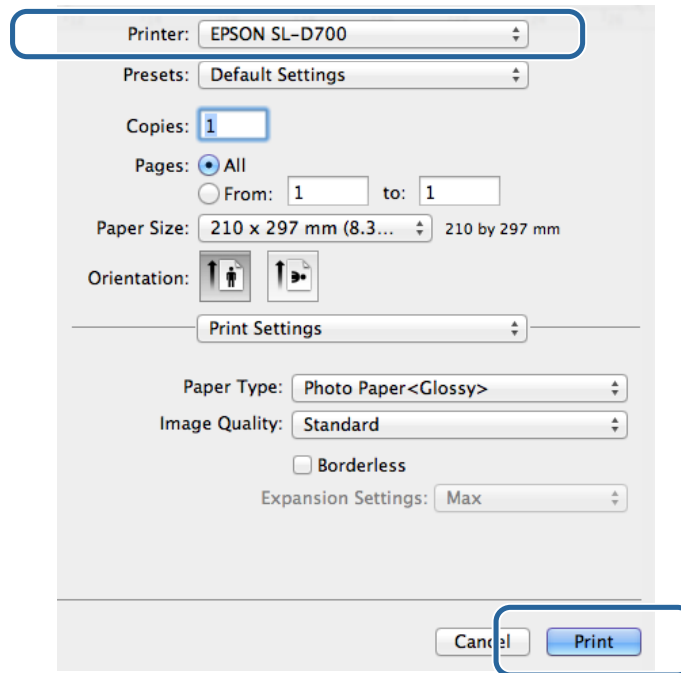 Printer: EPSON SL-D700
Presets: Default Settings
Copies: 1
Pages: All
From: 1 to: 1
Paper Size: 210 x 297 mm (8.3... 210 by 297 mm
Orientation:
Print Settings
Paper Type: Photo Paper<Glossy>
Image Quality: Standard
Borderless
Expansion Settings: Max
Cancel Print